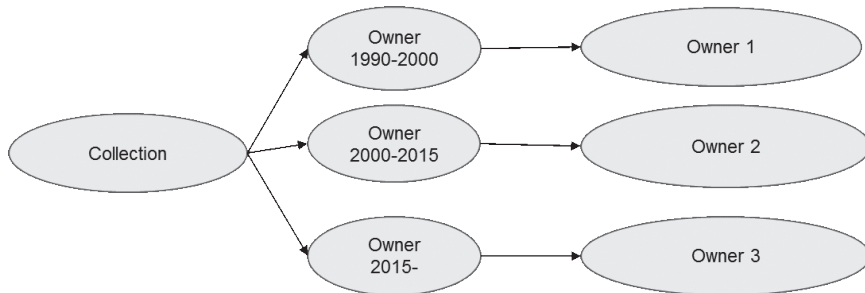 Owner
1990-2000
Owner 1
Collection
Owner
2000-2015
Owner 2
Owner
2015-
Owner 3